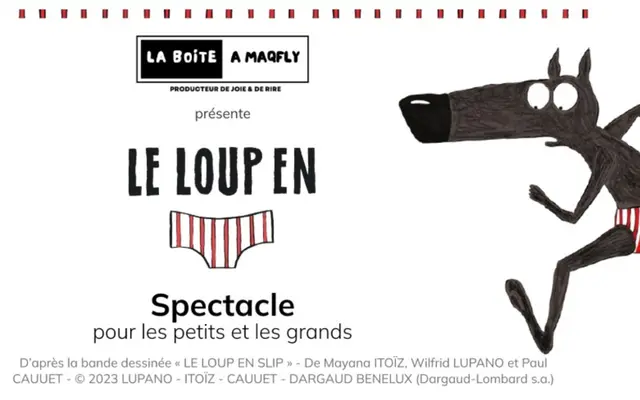 LA BOîTE A MAQFLY
PRODUCTEUR DE JOIE & DE RIRE
présente
LE LOUP EN
Spectacle
pour les petits et les grands
D'après la bande dessinée « LE LOUP EN SLIP » - De Mayana ITOÏZ, Wilfrid LUPANO et Paul
CAUUET - © 2023 LUPANO - ITOÏZ - CAUUET - DARGAUD BENELUX (Dargaud-Lombard s.a.)